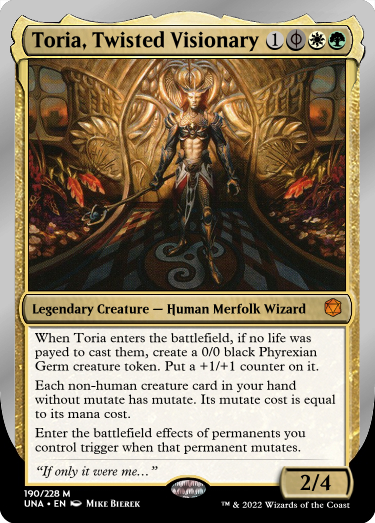 Toria, Twisted Visionary 1
Legendary Creature — Human Merfolk Wizard
When Toria enters the battlefield, if no life was
payed to cast them, create a 0/0 black Phyrexian
Germ creature token. Put a +1/+1 counter on it.
Each non-human creature card in your hand
without mutate has mutate. Its mutate cost is equal
to its mana cost.
Enter the battlefield effects of permanents you
control trigger when that permanent mutates.
“If only it were me…”
2/4
190/228 M
UNA • EN Mike Bierek
™ & 2022 Wizards of the Coast